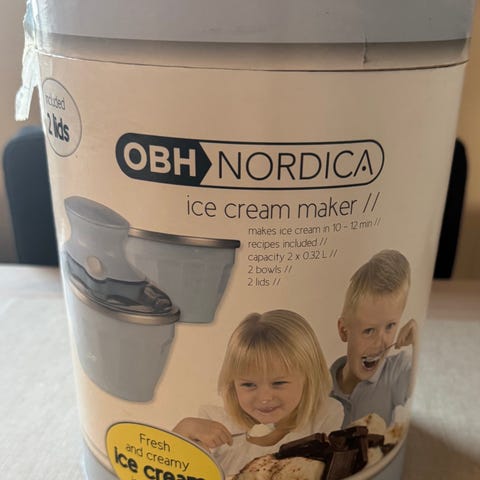 included
2 lids
OBH NORDICA
ice cream maker //
makes ice cream in 10 - 12 min //
recipes included //
capacity 2 x 0.32 L //
2 bowls //
2 lids //
Fresh
and creamy
ice cream